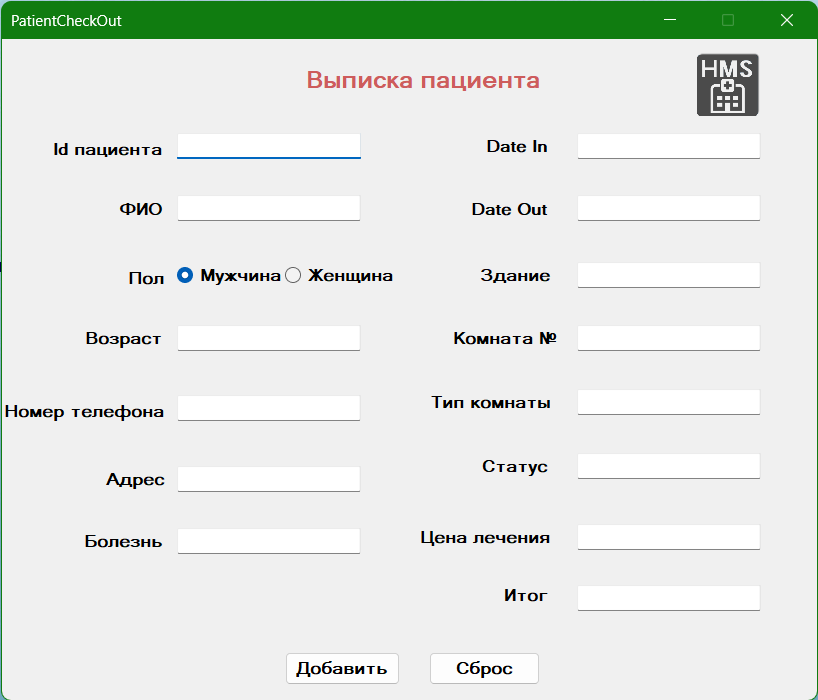 PatientCheckOut
Выписка пациента
HMS
Id пациента
Date In
ФИО
Date Out
Пол
Мужчина
Женщина
Здание
Возраст
Комната №
Номер телефона
Тип комнаты
Адрес
Статус
Болезнь
Цена лечения
Итог
Добавить
Сброс